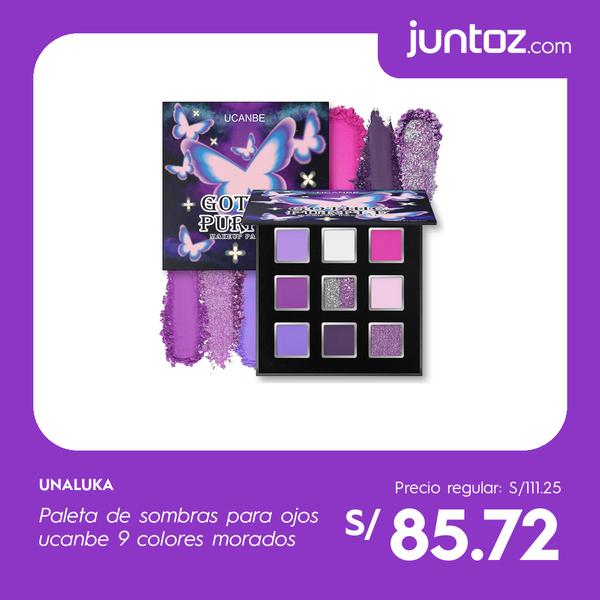 juntoz.com
UCANBE
UNALUKA
Precio regular: S/111.25
Paleta de sombras para ojos
ucanbe 9 colores morados
S/ 85.72